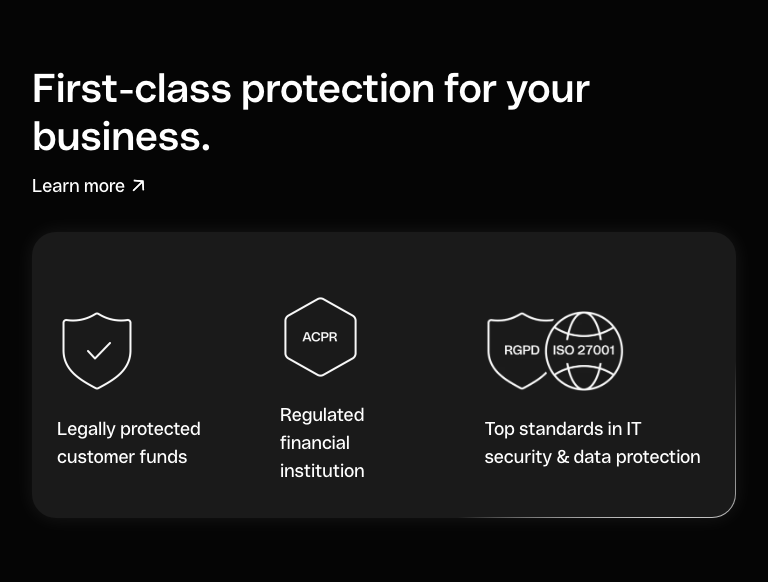 First-class protection for your
business.
Learn more
ACPR
RGPD
ISO 27001
Legally protected
customer funds
Regulated
financial
institution
Top standards in IT
security & data protection